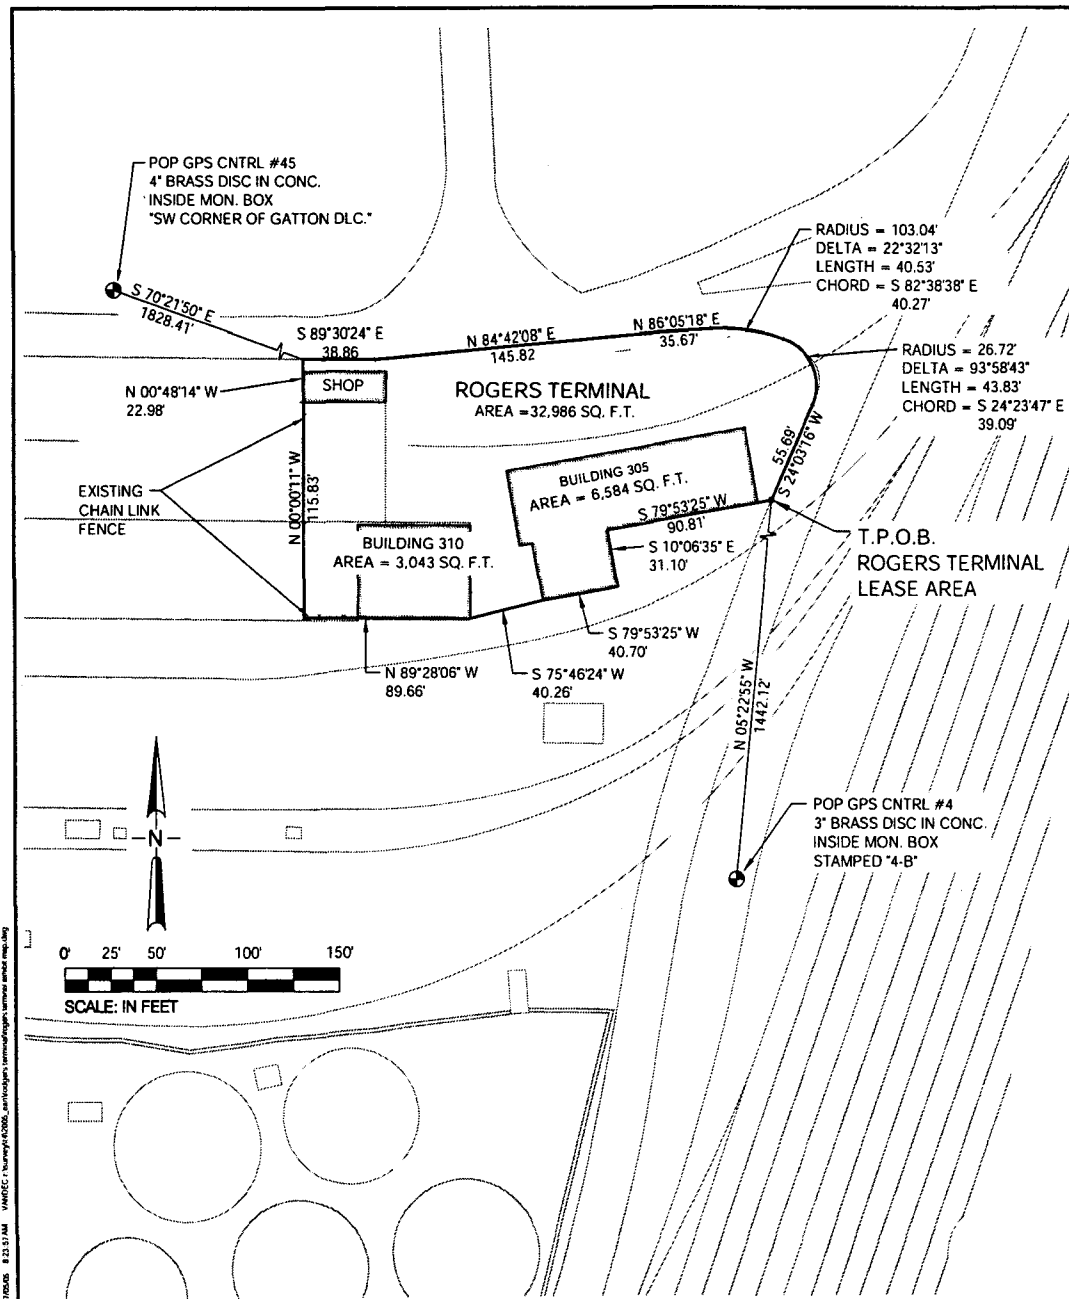 POP GPS CNTRL #45
4" BRASS DISC IN CONC.
INSIDE MON. BOX
"SW CORNER OF GATTON DLC."
RADIUS = 103.04'
DELTA = 22°32'13"
LENGTH = 40.53'
CHORD = S 82°38'38" E
40.27'
S 70°21'50" E
1828.41'
S 89°30'24" E
38.86
N 84°42'08" E
145.82
N 86°05'18" E
35.67'
RADIUS = 26.72'
DELTA = 93°58'43"
LENGTH = 43.83'
CHORD = S 24°23'47" E
39.09'
N 00°48'14" W
22.98'
SHOP
ROGERS TERMINAL
AREA =32,986 SQ. F.T.
55.69'
S 24°03'16" W
EXISTING
CHAIN LINK
FENCE
N 00°00'11" W
115.83'
BUILDING 305
AREA = 6,584 SQ. F.T.
S 79°53'25" W
90.81'
BUILDING 310
AREA = 3,043 SQ. F.T.
S 10°06'35" E
31.10'
T.P.O.B.
ROGERS TERMINAL
LEASE AREA
S 79°53'25" W
40.70'
N 89°28'06" W
89.66'
S 75°46'24" W
40.26'
N 05°22'55" W
1442.12'
POP GPS CNTRL #4
3" BRASS DISC IN CONC.
INSIDE MON. BOX
STAMPED "4-B"
N
0' 25' 50' 100' 150'
SCALE: IN FEET
8:23:57 AM